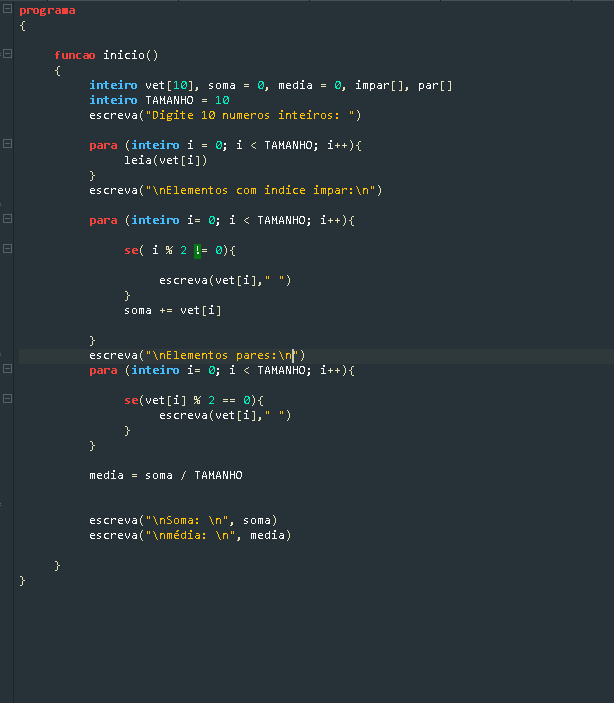 programa
{
funcao inicio()
{
inteiro vet[10], soma = 0, media = 0, impar[], par[]
inteiro TAMANHO = 10
escreva("Digite 10 numeros inteiros: ")
para (inteiro i = 0; i < TAMANHO; i++){
leia(vet[i])
}
escreva("\nElementos com indice impar:\n")
para (inteiro i= 0; i < TAMANHO; i++){
se( i % 2 != 0){
escreva(vet[i]," ")
}
soma += vet[i]
}
escreva("\nElementos pares:\n")
para (inteiro i= 0; i < TAMANHO; i++){
se(vet[i] % 2 == 0){
escreva(vet[i]," ")
}
}
media = soma / TAMANHO
escreva("\nSoma: \n", soma)
escreva("\nmédia: \n", media)
}
}